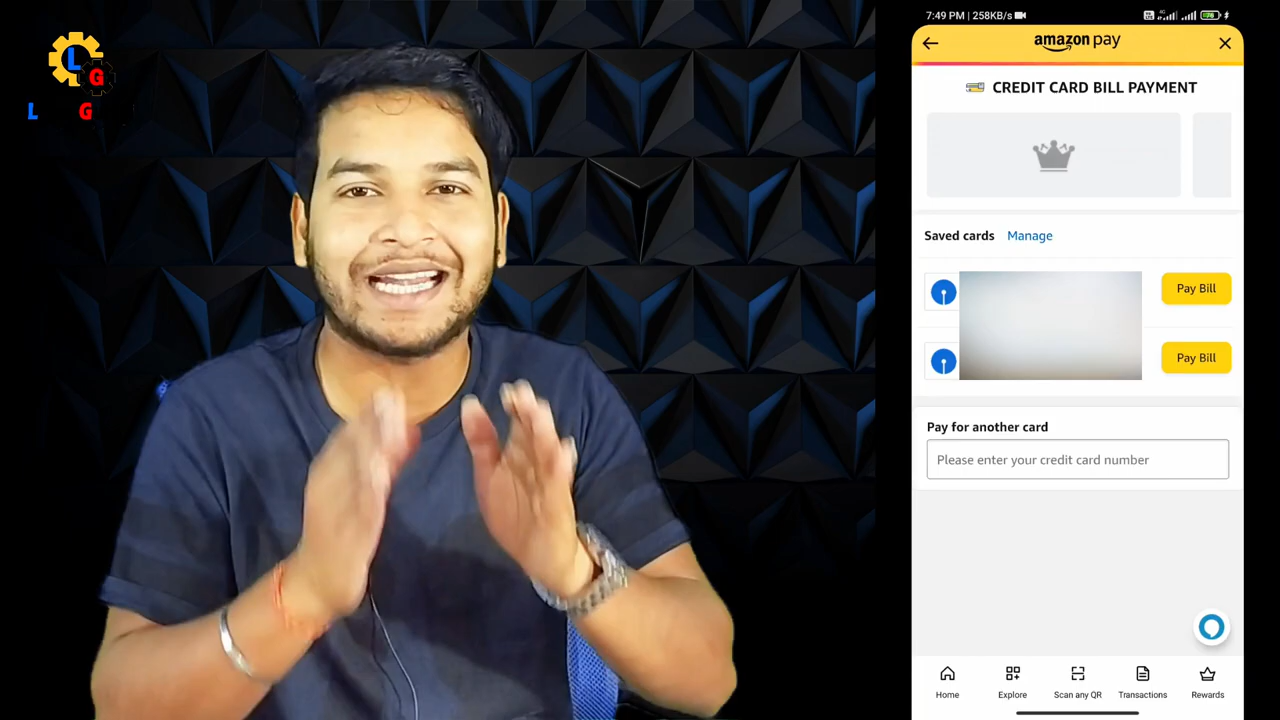 L G
L G
7:49 PM | 258KB/s
amazon pay
CREDIT CARD BILL PAYMENT
Saved cards Manage
Pay Bill
Pay Bill
Pay for another card
Please enter your credit card number
Home Explore Scan any QR Transactions Rewards